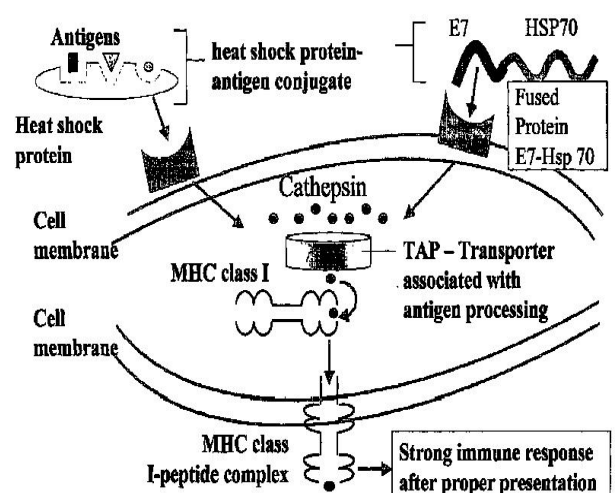 Antigens
heat shock protein-
antigen conjugate
E7 HSP70
Heat shock
protein
Fused
Protein
E7-Hsp 70
Cathepsin
Cell
membrane
TAP – Transporter
associated with
antigen processing
MHC class I
Cell
membrane
MHC class
I-peptide complex
Strong immune response
after proper presentation